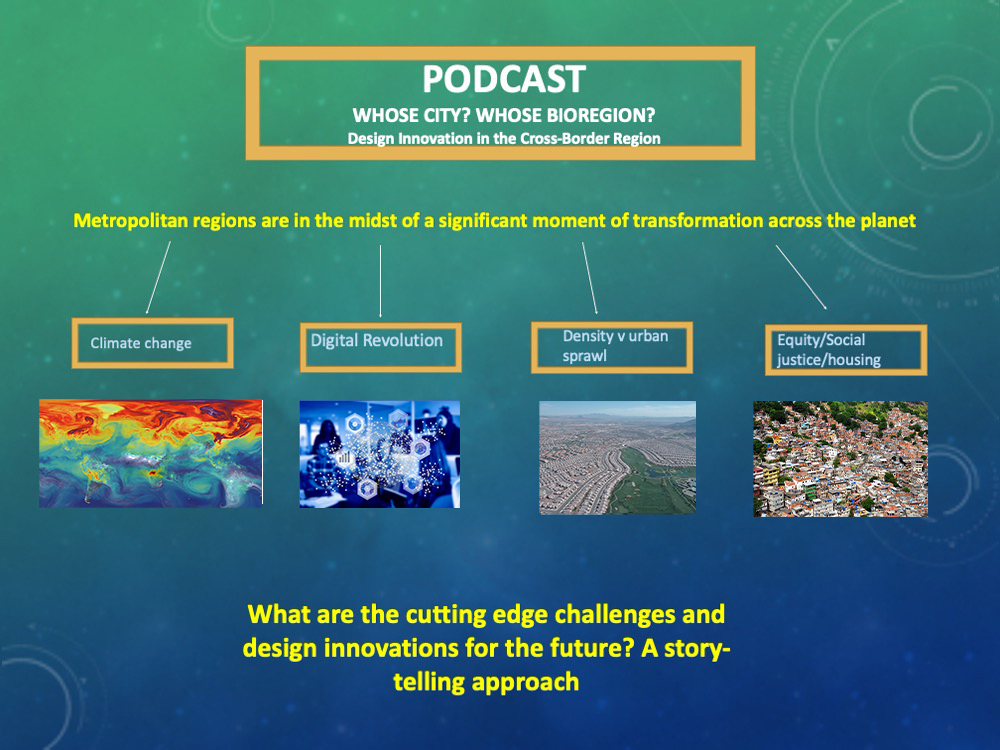 PODCAST
WHOSE CITY? WHOSE BIOREGION?
Design Innovation in the Cross-Border Region
Metropolitan regions are in the midst of a significant moment of transformation across the planet
Climate change
Digital Revolution
Density v urban
sprawl
Equity/Social
justice/housing
What are the cutting edge challenges and
design innovations for the future? A story-
telling approach